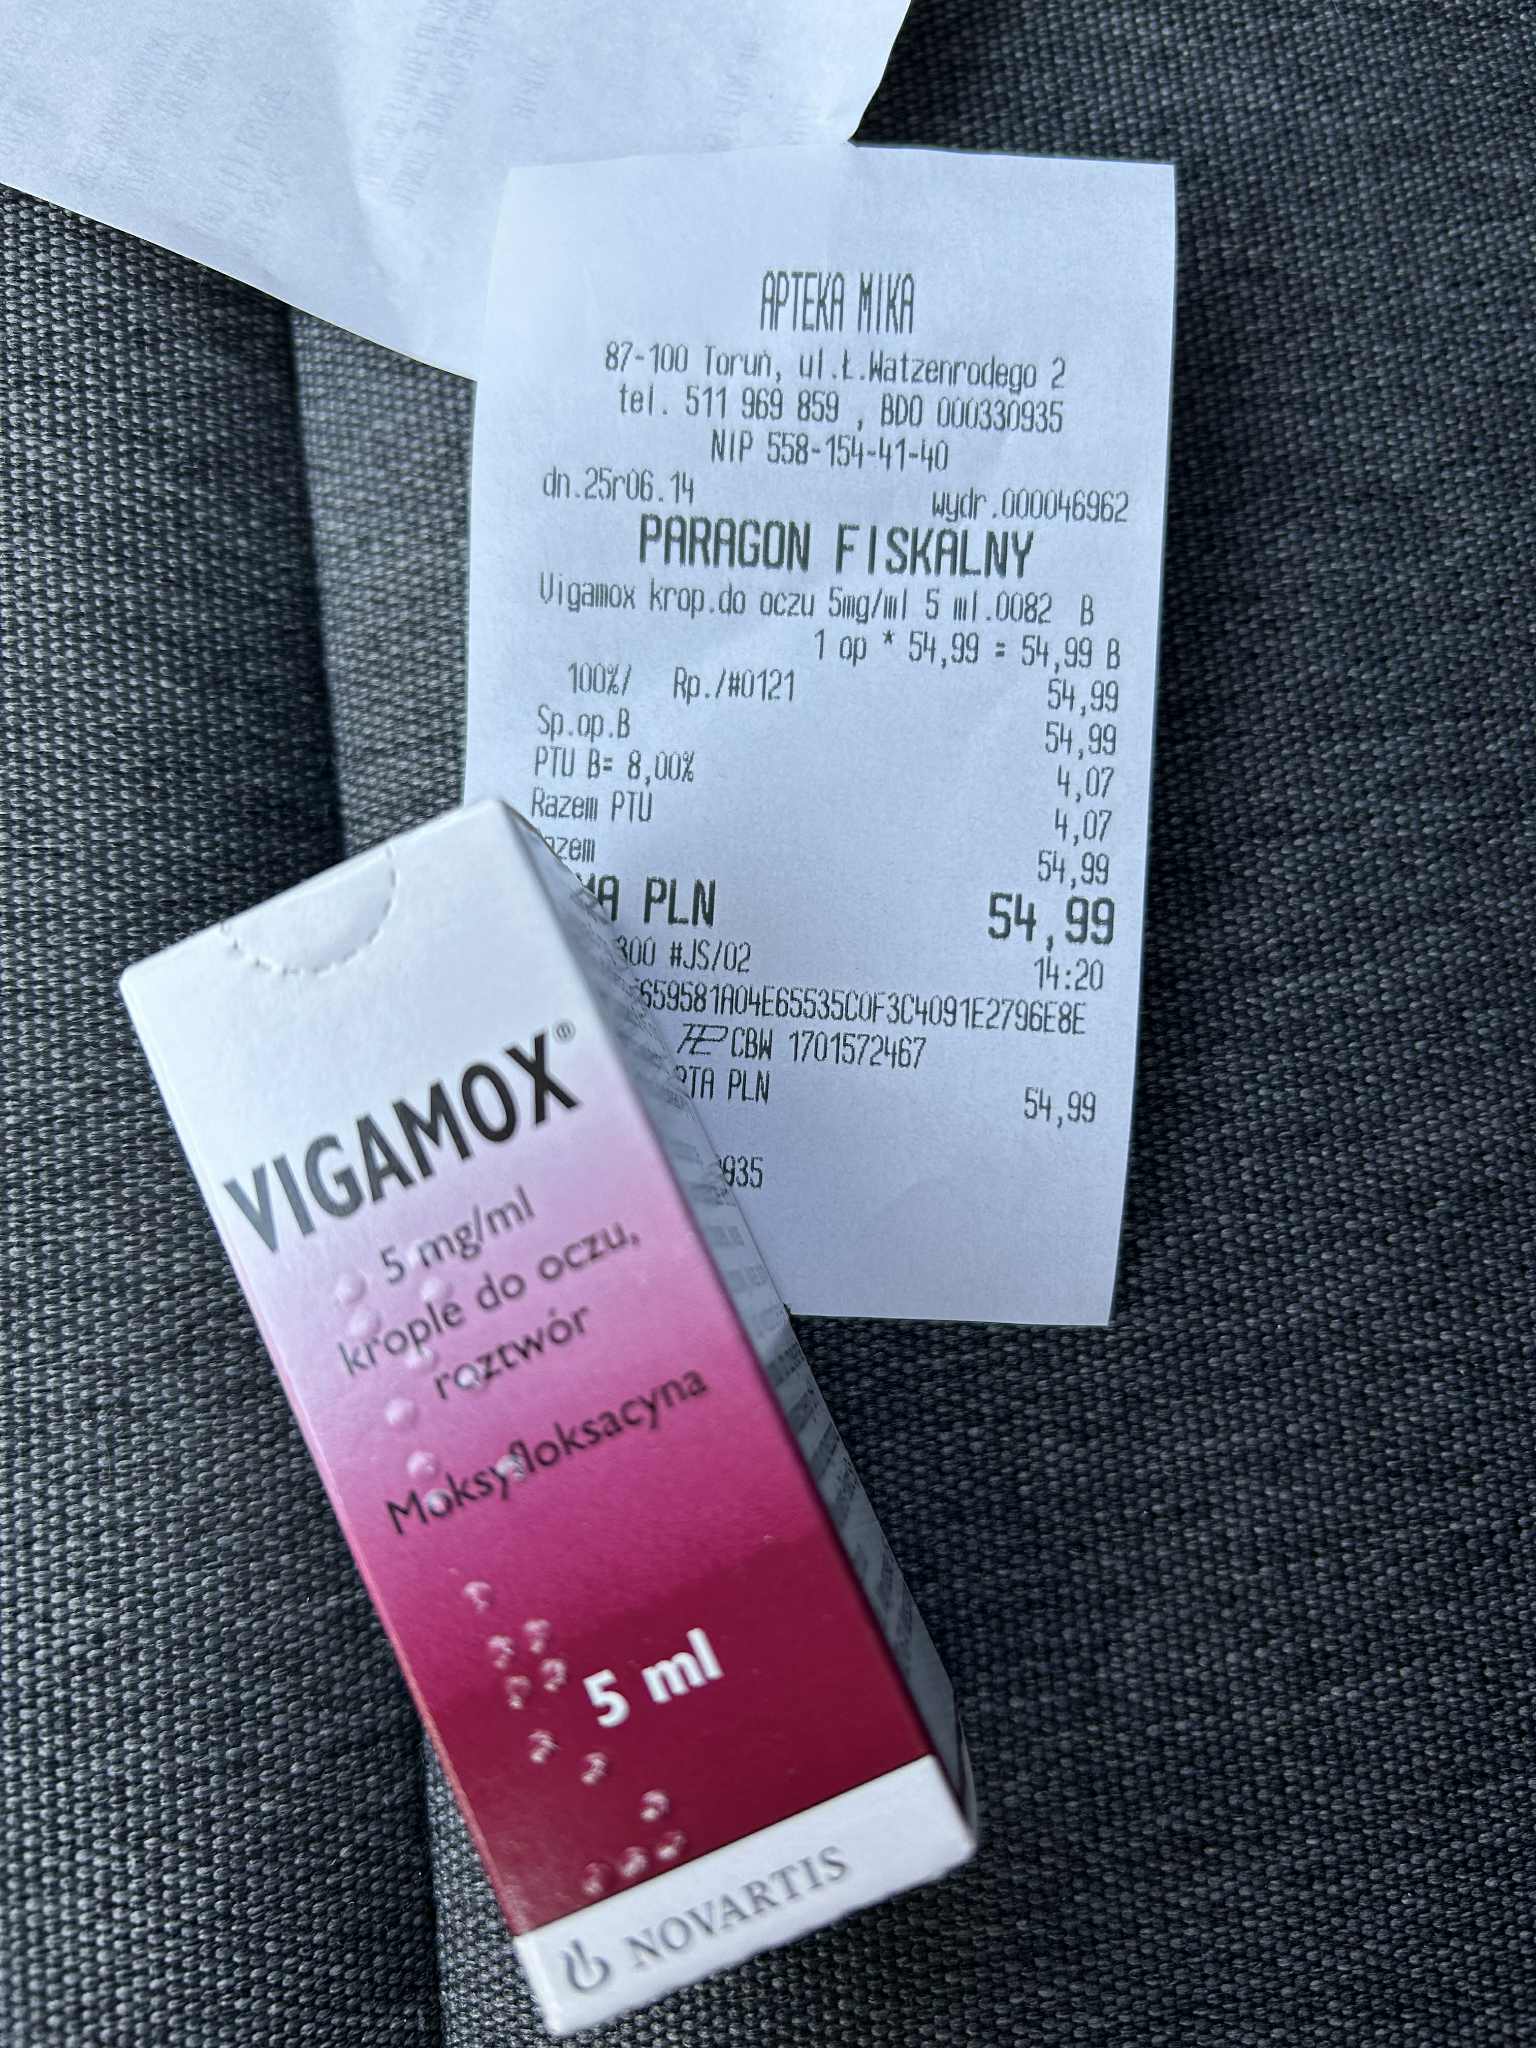 APTEKA MIKA
87-100 Toruń, ul.Ł.Watzenrodego 2
tel. 511 969 859 , BDO 000330935
NIP 558-154-41-40
dn.25r06.14 wydr.000046962
PARAGON FISKALNY
Vigamox krop.do oczu 5mg/ml 5 ml.0082 B
1 op * 54,99 = 54,99 B
100%/ Rp./#0121 54,99
Sp.op.B 54,99
PTU B= 8,00% 4,07
Razem PTU 4,07
54,99
PLN 54,99
300 #JS/02 14:20
659581A04E65535C0F3C4091E2796E8E
CBW 1701572467
PLN 54,99
935
VIGAMOX®
5 mg/ml
krople do oczu,
roztwór
Moksyfloksacyna
5 ml
NOVARTIS